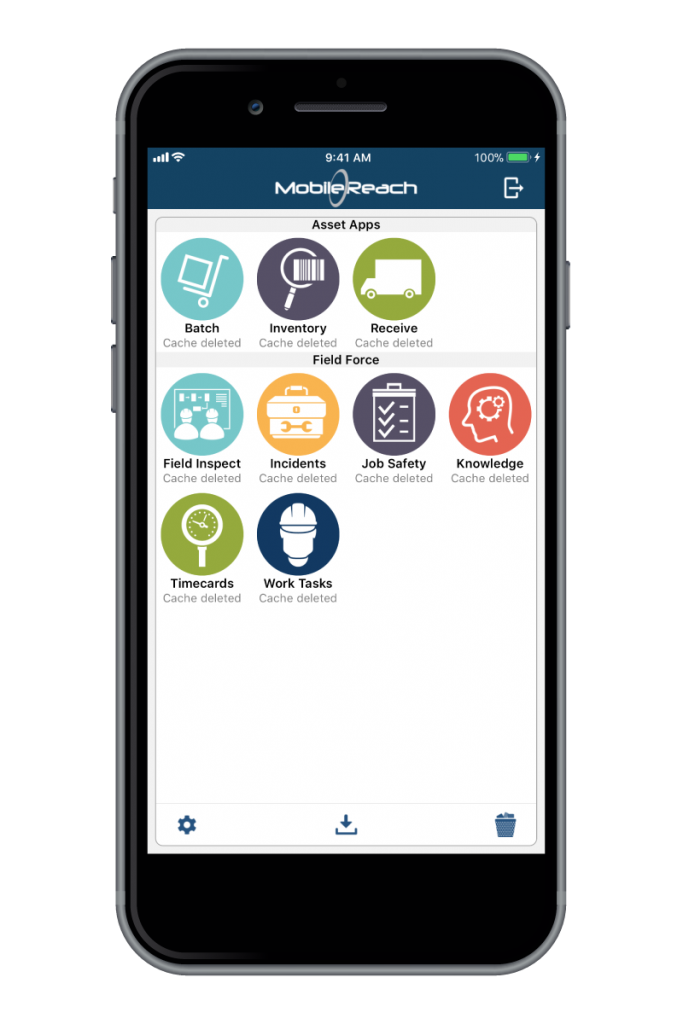 9:41 AM
100%
MobileReach
Asset Apps
Batch Inventory Receive
Cache deleted Cache deleted Cache deleted
Field Force
Field Inspect Incidents Job Safety Knowledge
Cache deleted Cache deleted Cache deleted Cache deleted
Timecards Work Tasks
Cache deleted Cache deleted